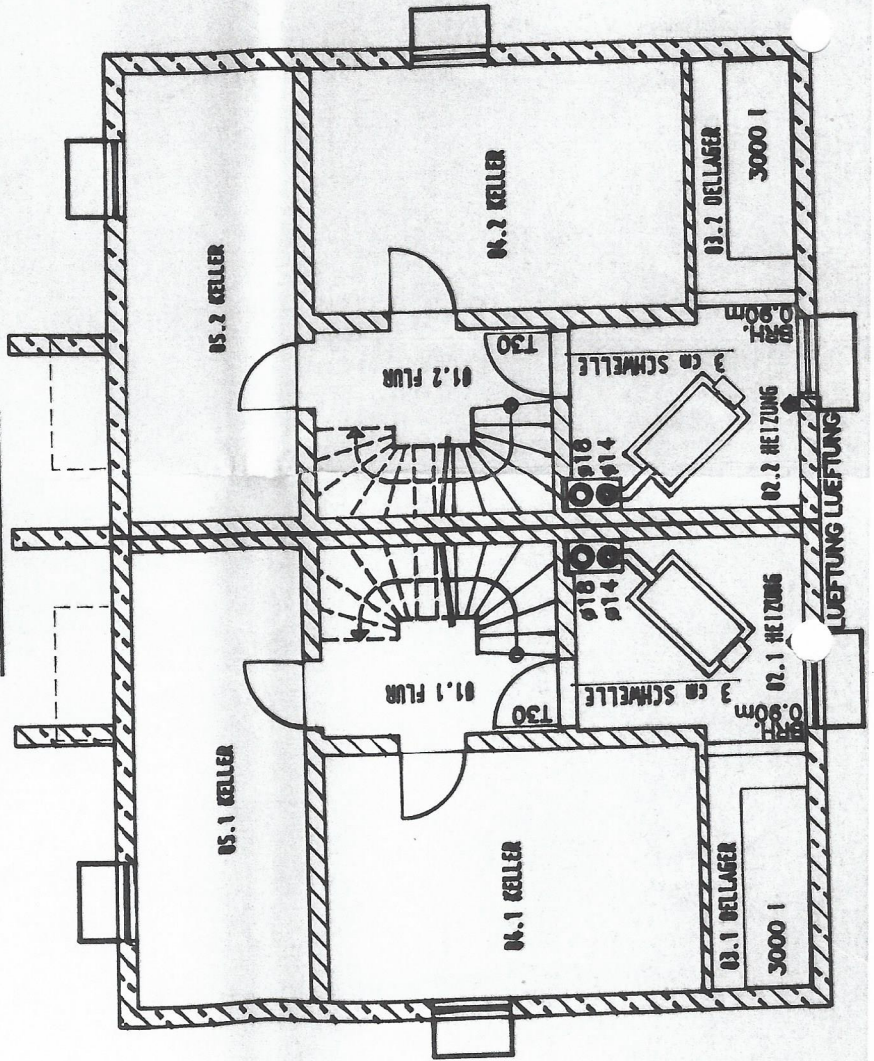 05.1 KELLER
05.2 KELLER
01.1 FLUR
01.2 FLUR
T30
T30
04.1 KELLER
04.2 KELLER
ø18
ø14
ø18
ø14
3 cm SCHWELLE
3 cm SCHWELLE
02.1 HEIZUNG
02.2 HEIZUNG
BRH.
0.90m
BRH.
0.90m
03.1 OELLAGER
3000 l
03.2 OELLAGER
3000 l
LUEFTUNG LUEFTUNG